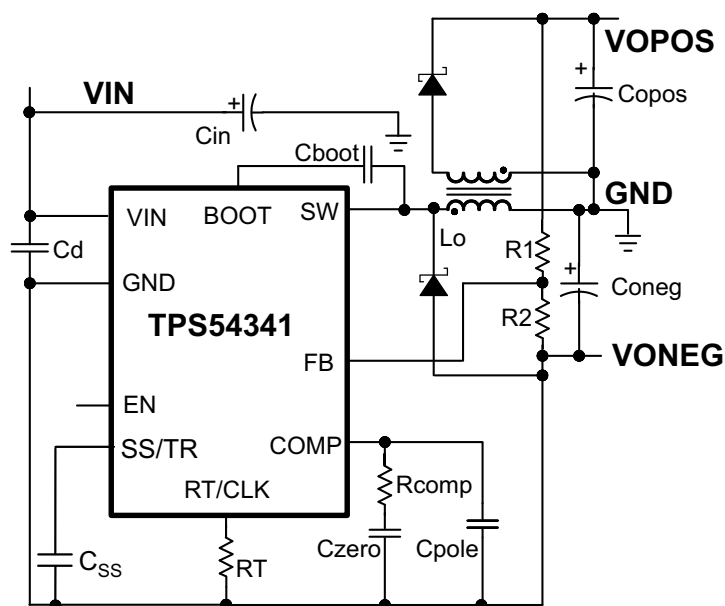 VOPOS
VIN
+
Copos
+
Cin
Cboot
GND
VIN
BOOT
SW
Cd
Lo
R1
+
GND
Coneg
TPS54341
R2
FB
VONEG
EN
SS/TR
COMP
RT/CLK
Rcomp
Czero
Cpole
CSS
RT